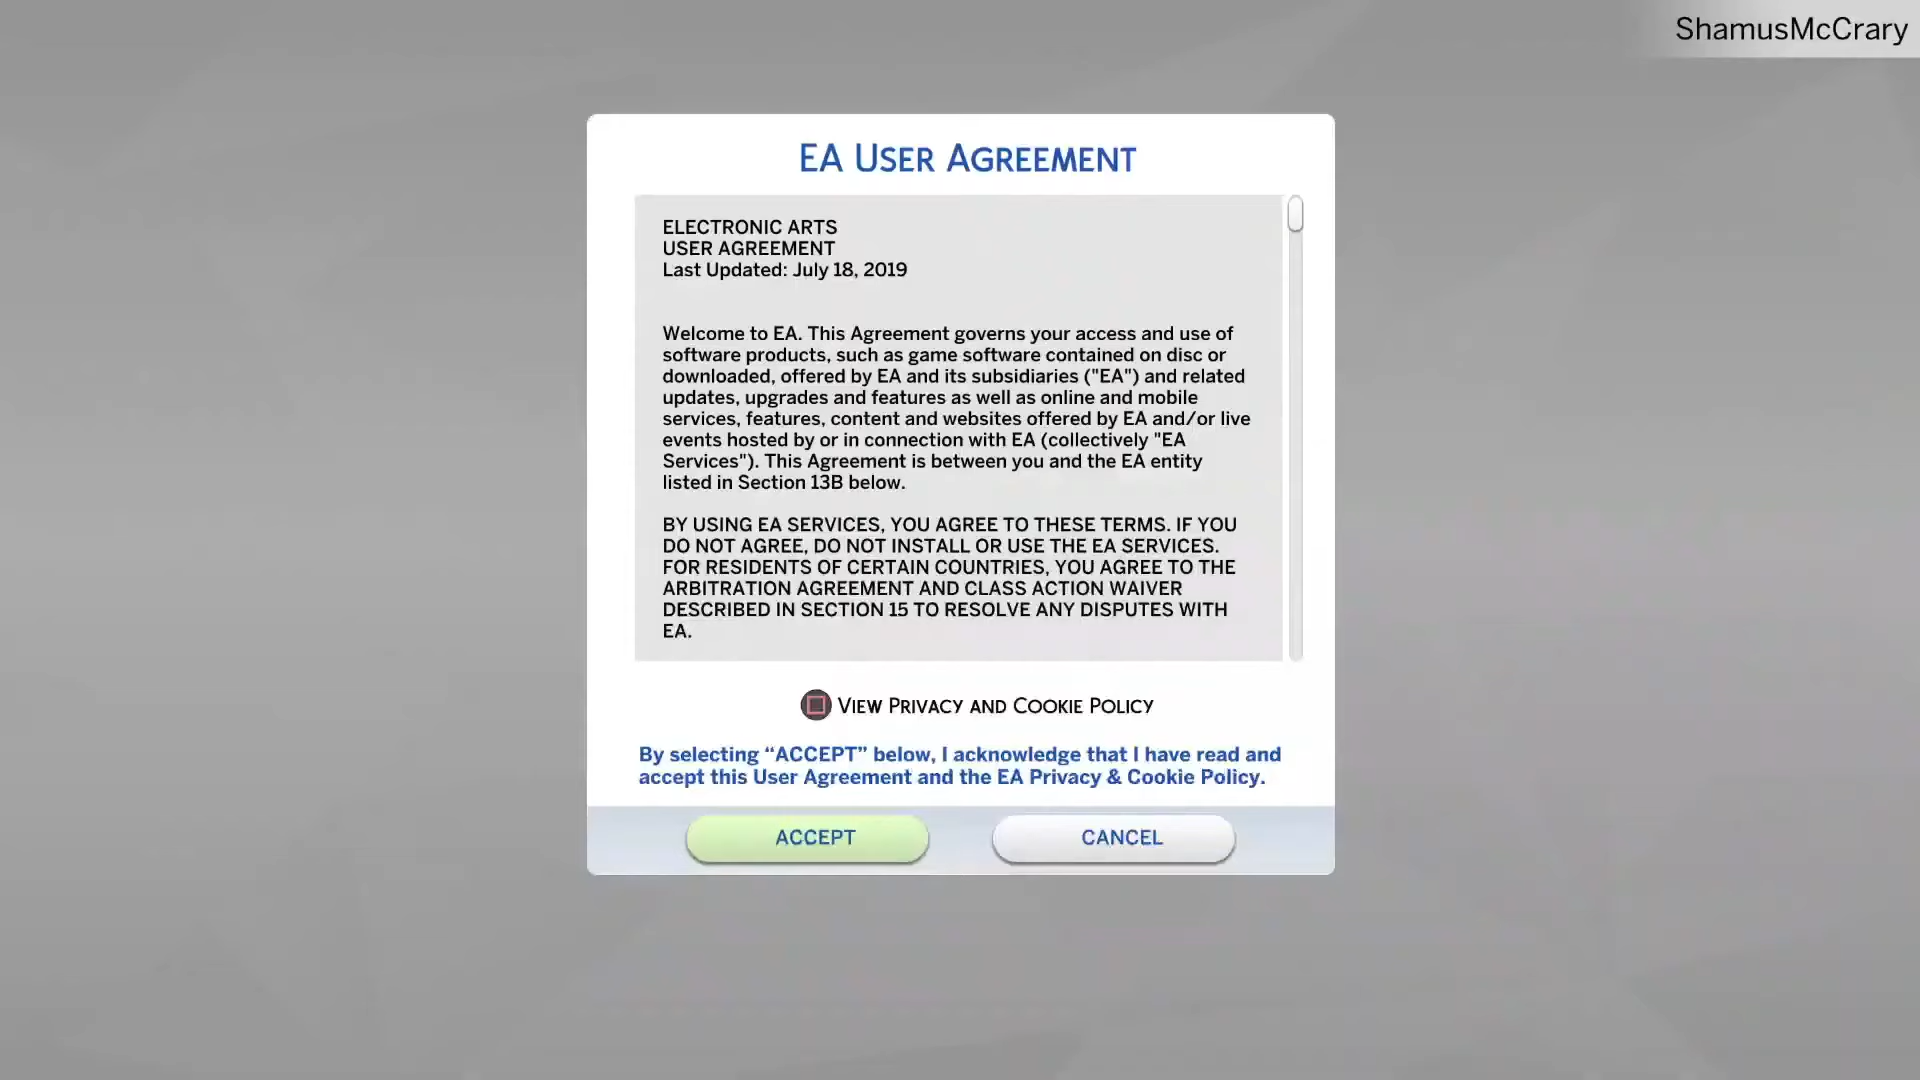 ShamusMcCrary
EA USER AGREEMENT
ELECTRONIC ARTS
USER AGREEMENT
Last Updated: July 18, 2019
Welcome to EA. This Agreement governs your access and use of
software products, such as game software contained on disc or
downloaded, offered by EA and its subsidiaries ("EA") and related
updates, upgrades and features as well as online and mobile
services, features, content and websites offered by EA and/or live
events hosted by or in connection with EA (collectively "EA
Services"). This Agreement is between you and the EA entity
listed in Section 13B below.
BY USING EA SERVICES, YOU AGREE TO THESE TERMS. IF YOU
DO NOT AGREE, DO NOT INSTALL OR USE THE EA SERVICES.
FOR RESIDENTS OF CERTAIN COUNTRIES, YOU AGREE TO THE
ARBITRATION AGREEMENT AND CLASS ACTION WAIVER
DESCRIBED IN SECTION 15 TO RESOLVE ANY DISPUTES WITH
EA.
VIEW PRIVACY AND COOKIE POLICY
By selecting “ACCEPT” below, I acknowledge that I have read and
accept this User Agreement and the EA Privacy & Cookie Policy.
ACCEPT
CANCEL